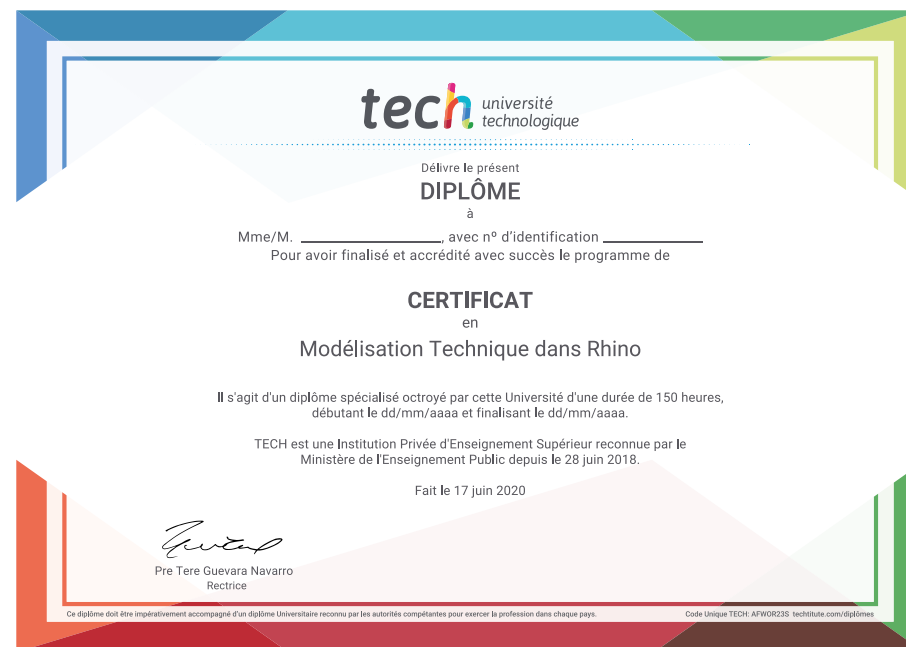 tech université
technologique
Délivre le présent
DIPLÔME
à
Mme/M. ____________________, avec nº d'identification ______________
Pour avoir finalisé et accrédité avec succès le programme de
CERTIFICAT
en
Modélisation Technique dans Rhino
Il s'agit d'un diplôme spécialisé octroyé par cette Université d'une durée de 150 heures,
débutant le dd/mm/aaaa et finalisant le dd/mm/aaaa.
TECH est une Institution Privée d'Enseignement Supérieur reconnue par le
Ministère de l'Enseignement Public depuis le 28 juin 2018.
Fait le 17 juin 2020
Pre Tere Guevara Navarro
Rectrice
Ce diplôme doit être impérativement accompagné d'un diplôme Universitaire reconnu par les autorités compétantes pour exercer la profession dans chaque pays.
Code Unique TECH: AFWOR23S techtitute.com/diplômes